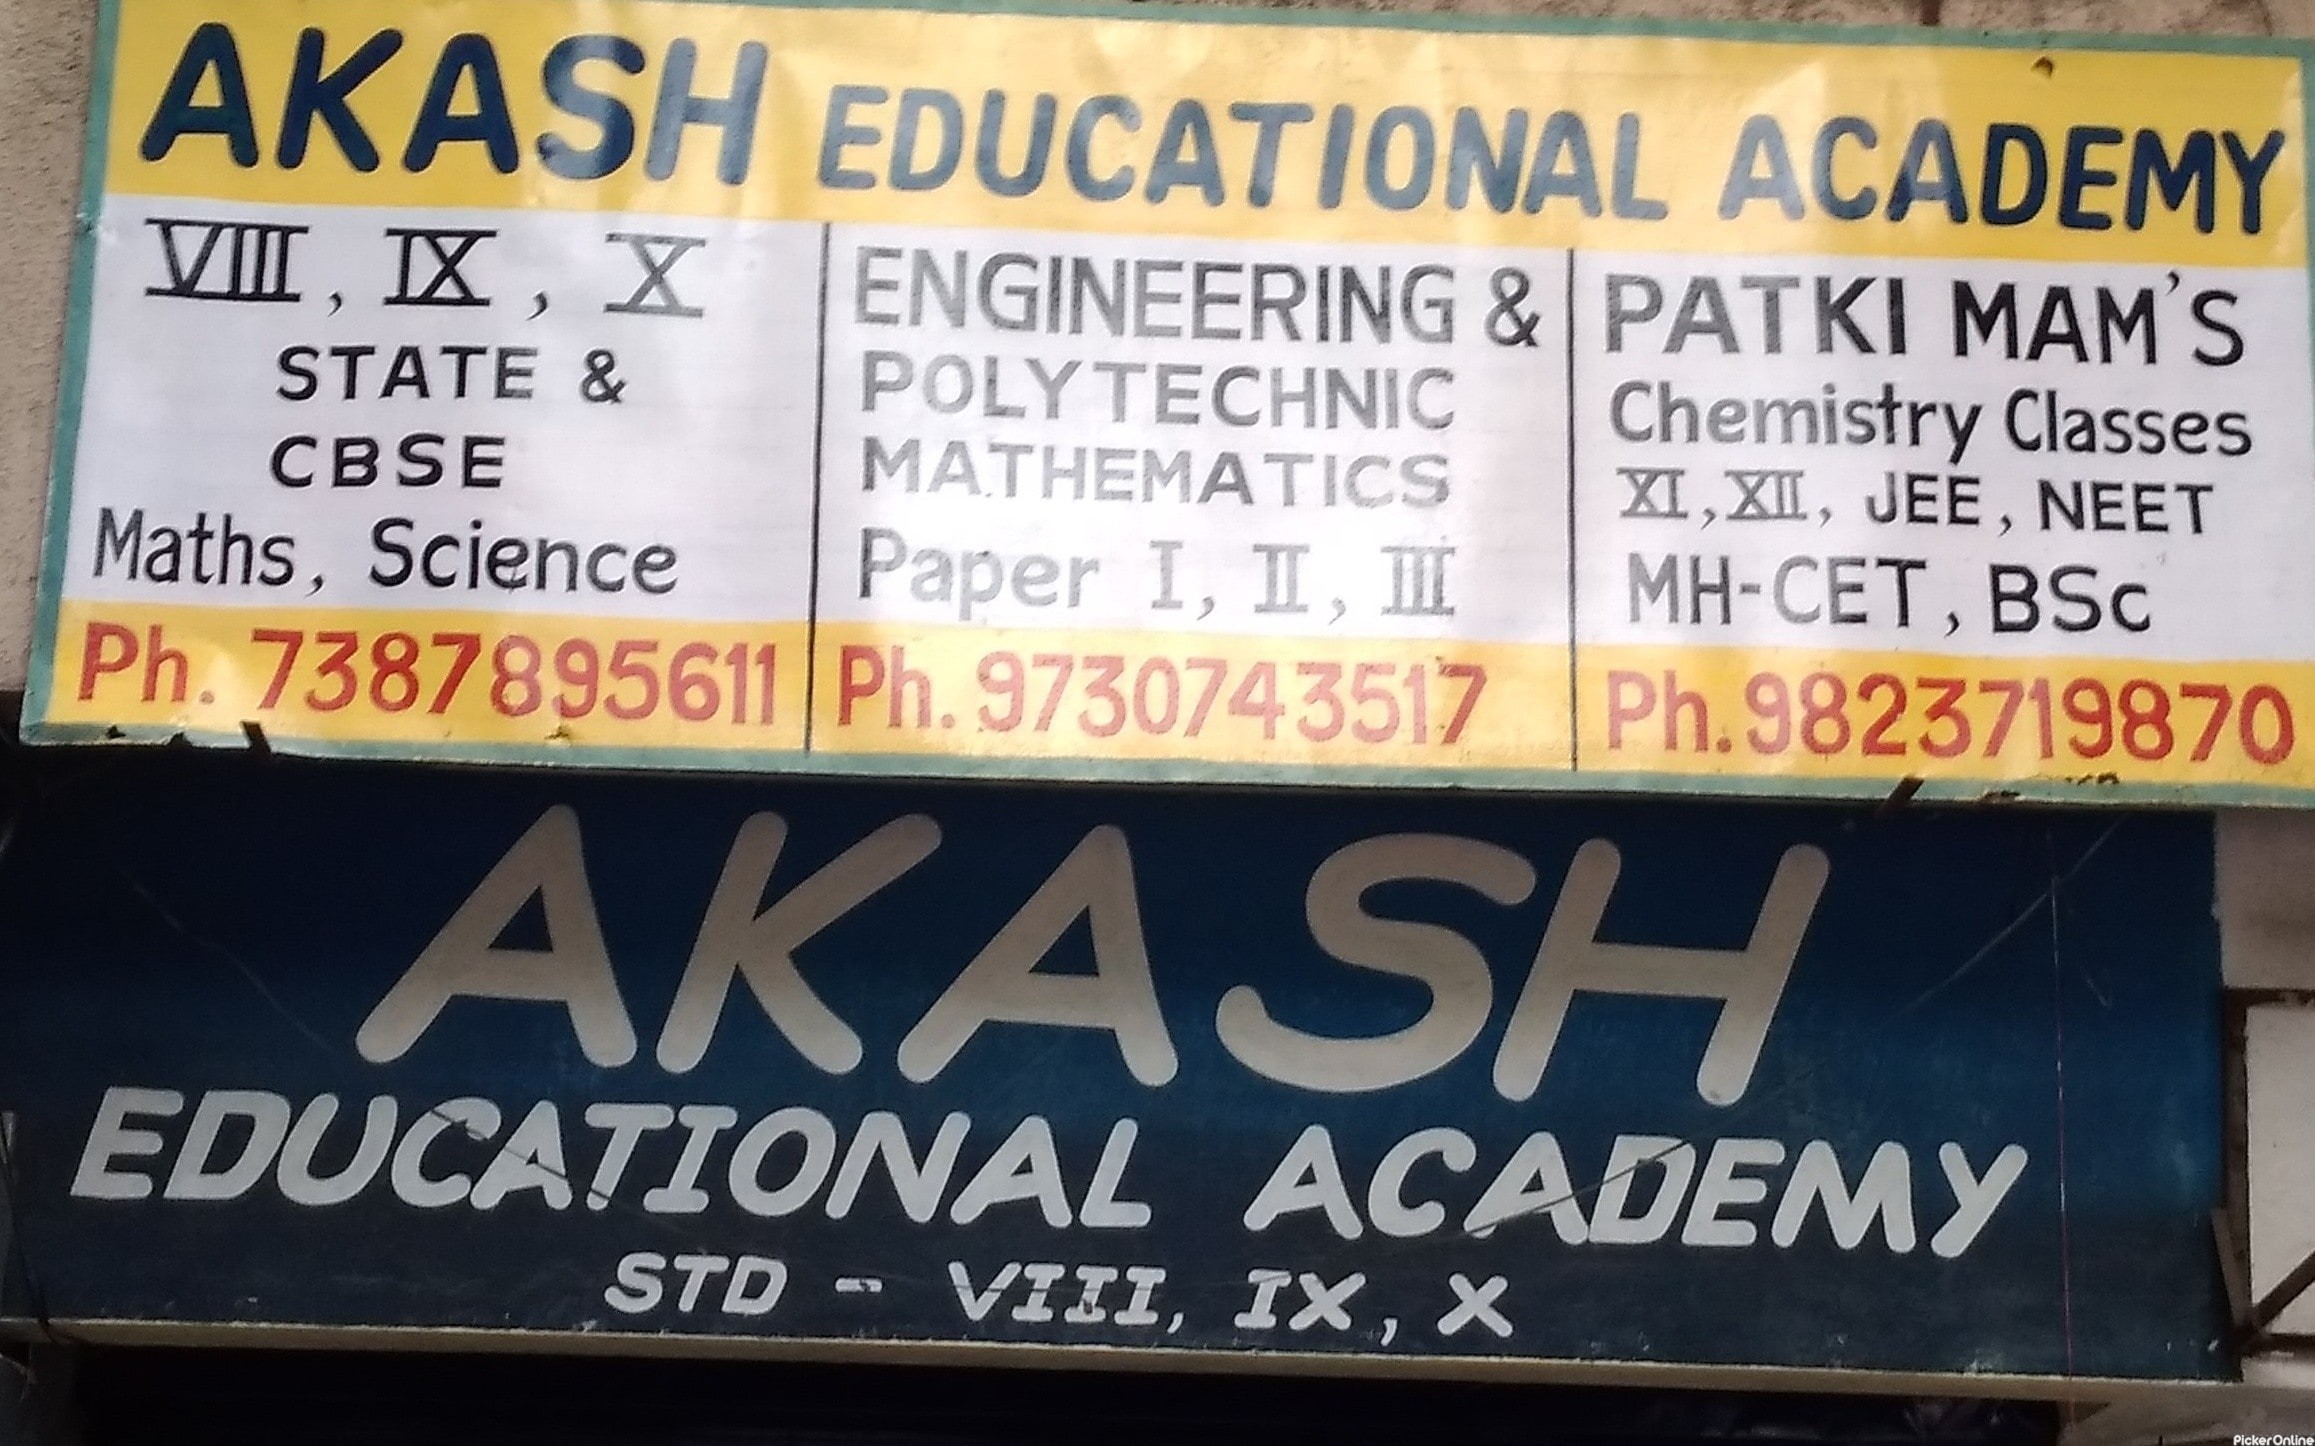 AKASH EDUCATIONAL ACADEMY
VIII, IX, X
STATE &
CBSE
Maths, Science
Ph. 7387895611
ENGINEERING &
POLYTECHNIC
MATHEMATICS
Paper I, II, III
Ph. 9730743517
PATKI MAM'S
Chemistry Classes
XI, XII, JEE, NEET
MH-CET, BSc
Ph. 9823719870
AKASH
EDUCATIONAL ACADEMY
STD - VIII, IX, X
PickerOnline